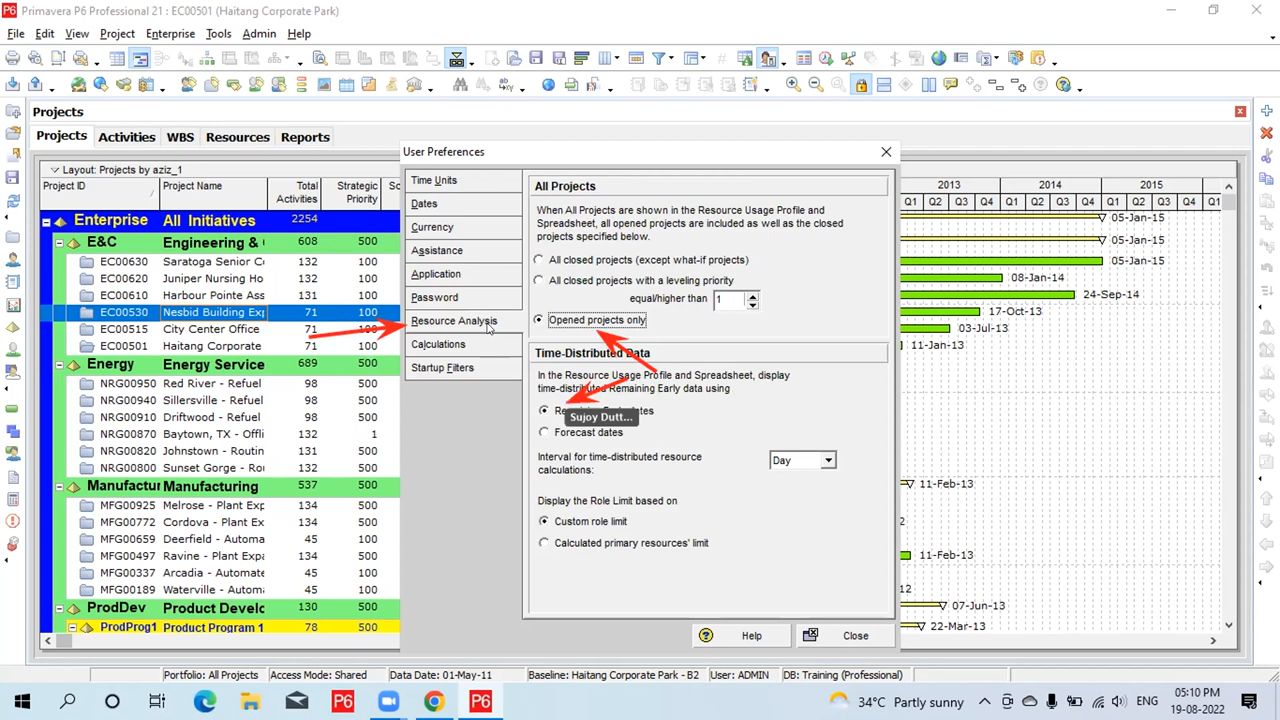 P6 Primavera P6 Professional 21 : EC00501 (Haitang Corporate Park)
File Edit View Project Enterprise Tools Admin Help
Projects
Projects Activities WBS Resources Reports
Layout: Projects by aziz_1
Project ID Project Name Total Activities Strategic Priority
2013 2014 2015
Q1 Q2 Q3 Q4 Q1 Q2 Q3 Q4 Q1 Q2 Q3 Q4 Q1
Enterprise All Initiatives 2254 05-Jan-15
E&C Engineering & 608 500 05-Jan-15
EC00630 Saratoga Senior 132 100 05-Jan-15
EC00620 Juniper Nursing Ho 132 100 08-Jan-14
EC00610 Harbour Pointe Ass 131 100 24-Sep-14
EC00530 Nesbid Building Exp 71 100 17-Oct-13
EC00515 City Center Office 71 100 03-Jul-13
EC00501 Haitang Corporate 71 100 11-Jan-13
Energy Energy Service 689 500
NRG00950 Red River - Refuel 98 500
NRG00940 Sillersville - Refuel 98 500
NRG00910 Driftwood - Refuel 98 500
NRG00870 Baytown, TX - Offli 132 1
NRG00820 Johnstown - Routin 131 500
NRG00800 Sunset Gorge - Ro 132 500
Manufactur Manufacturing 537 500 11-Feb-13
MFG00925 Melrose - Plant Exp 134 500
MFG00772 Cordova - Plant Ex 134 500
MFG00659 Deerfield - Automa 45 100
MFG00497 Ravine - Plant Expa 134 500 11-Feb-13
MFG00337 Arcadia - Automat 45 100
MFG00189 Waterville - Automa 45 100
ProdDev Product Develo 130 500 07-Jun-13
ProdProg1 Product Program 1 78 500 22-Mar-13
User Preferences
Time Units
Dates
Currency
Assistance
Application
Password
Resource Analysis
Calculations
Startup Filters
All Projects
When All Projects are shown in the Resource Usage Profile and
Spreadsheet, all opened projects are included as well as the closed
projects specified below.
All closed projects (except what-if projects)
All closed projects with a leveling priority
equal/higher than 1
Opened projects only
Time-Distributed Data
In the Resource Usage Profile and Spreadsheet, display
time-distributed Remaining Early data using
Sujoy Dutt...
Forecast dates
Interval for time-distributed resource
calculations: Day
Display the Role Limit based on
Custom role limit
Calculated primary resources' limit
Help Close
Portfolio: All Projects Access Mode: Shared Data Date: 01-May-11 Baseline: Haitang Corporate Park - B2 User: ADMIN DB: Training (Professional)
P6 P6 34°C Partly sunny ENG 05:10 PM
19-08-2022